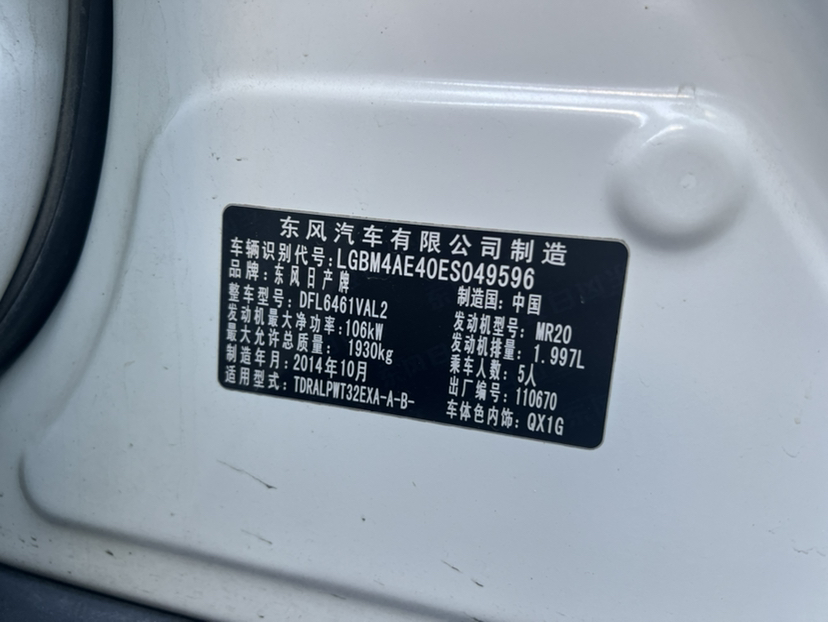 东风汽车有限公司制造
车辆识别代号:LGBM4AE40ES049596
品牌:东风日产牌 制造国:中国
整车型号:DFL6461VAL2 发动机型号:MR20
发动机最大净功率:106kW 发动机排量:1.997L
最大允许总质量:1930kg 乘车人数:5人
制造年月:2014年10月 出厂编号:110670
适用型式:TDRALPWT32EXA-A-B- 车体色内饰:QX1G